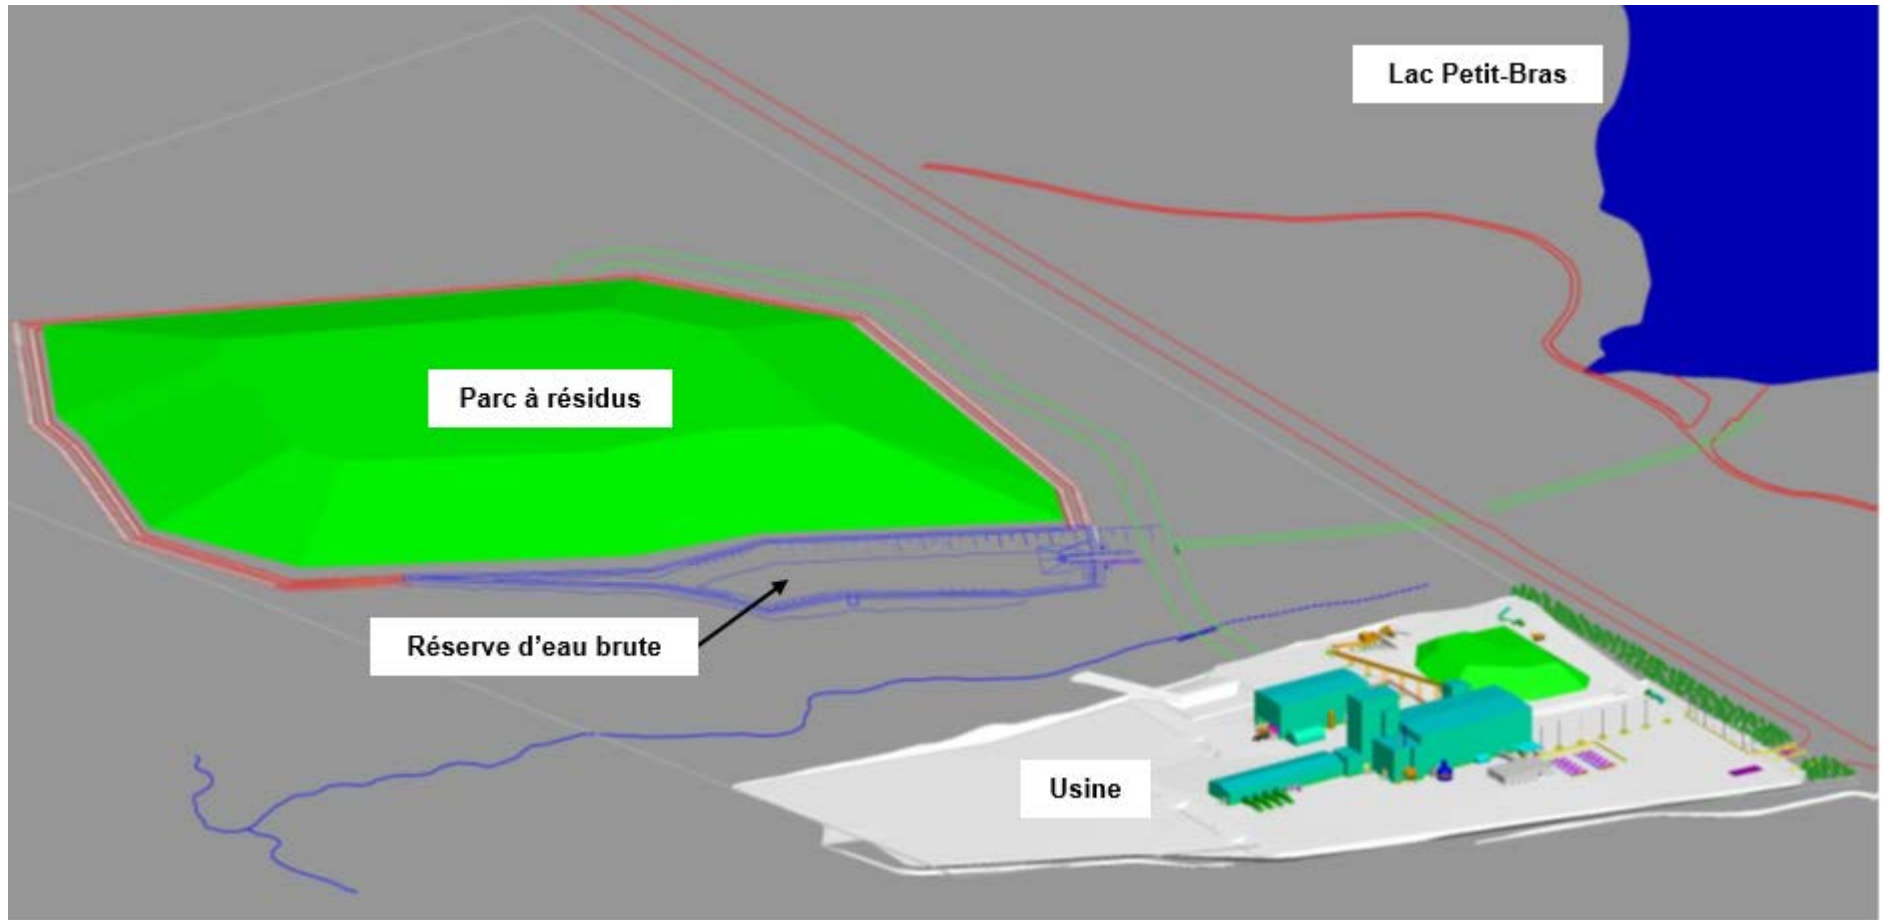 Lac Petit-Bras
Parc à résidus
Réserve d'eau brute
Usine